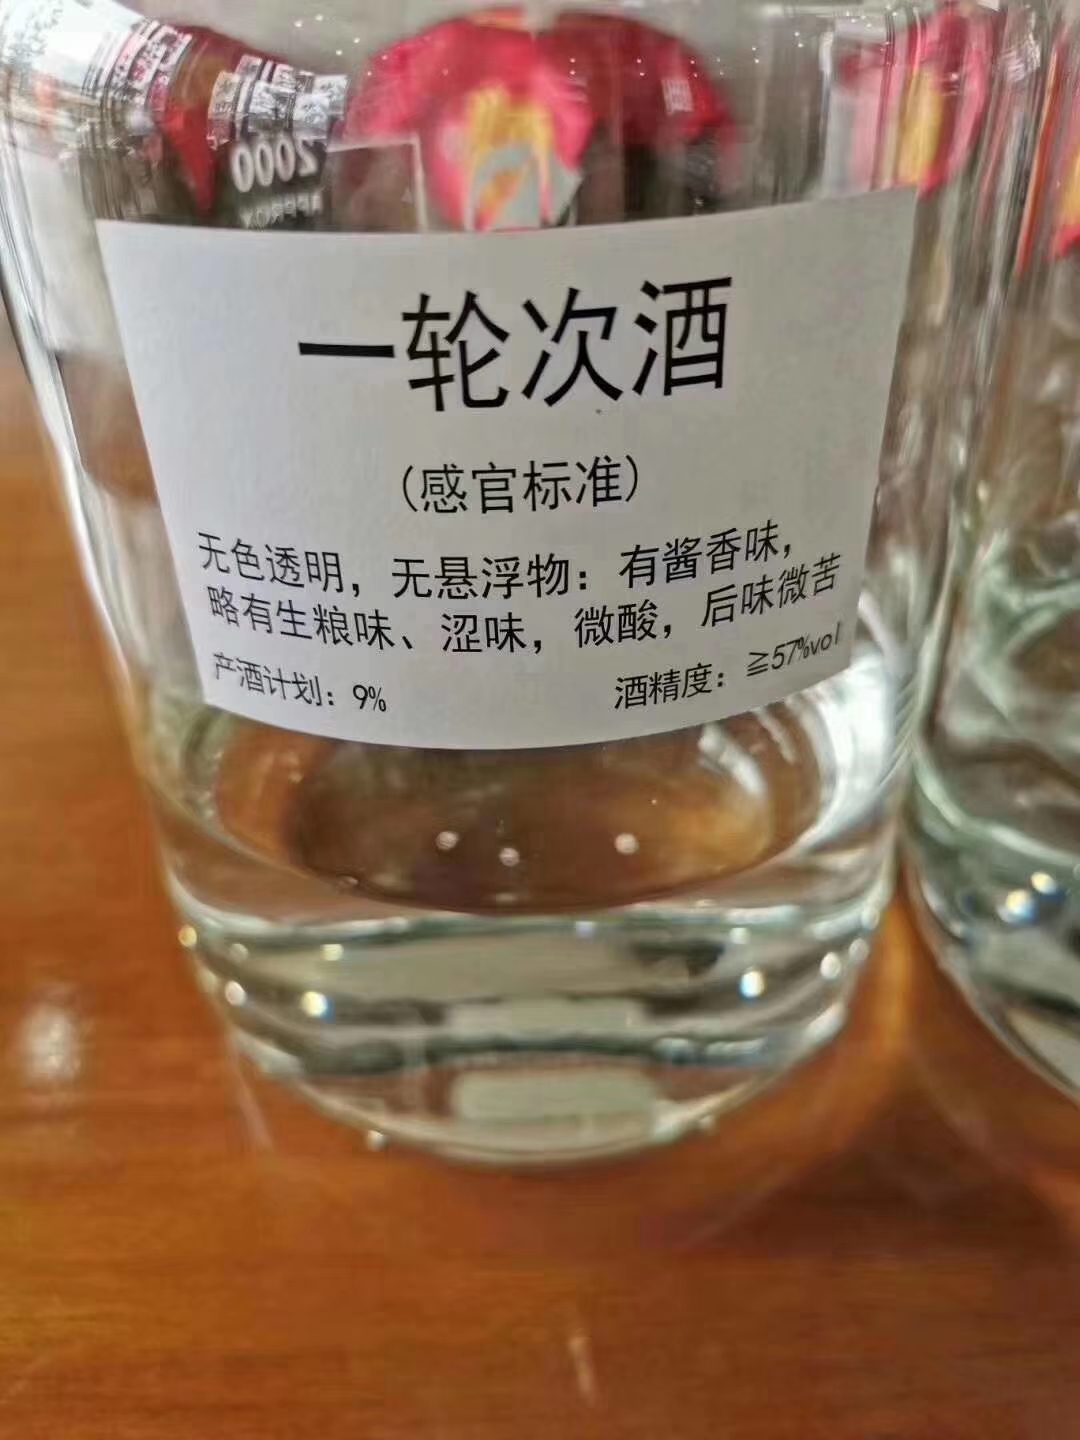 2000
APPROX
一轮次酒
(感官标准)
无色透明，无悬浮物：有酱香味，
略有生粮味、涩味，微酸，后味微苦
产酒计划：9%
酒精度：≧57%vol